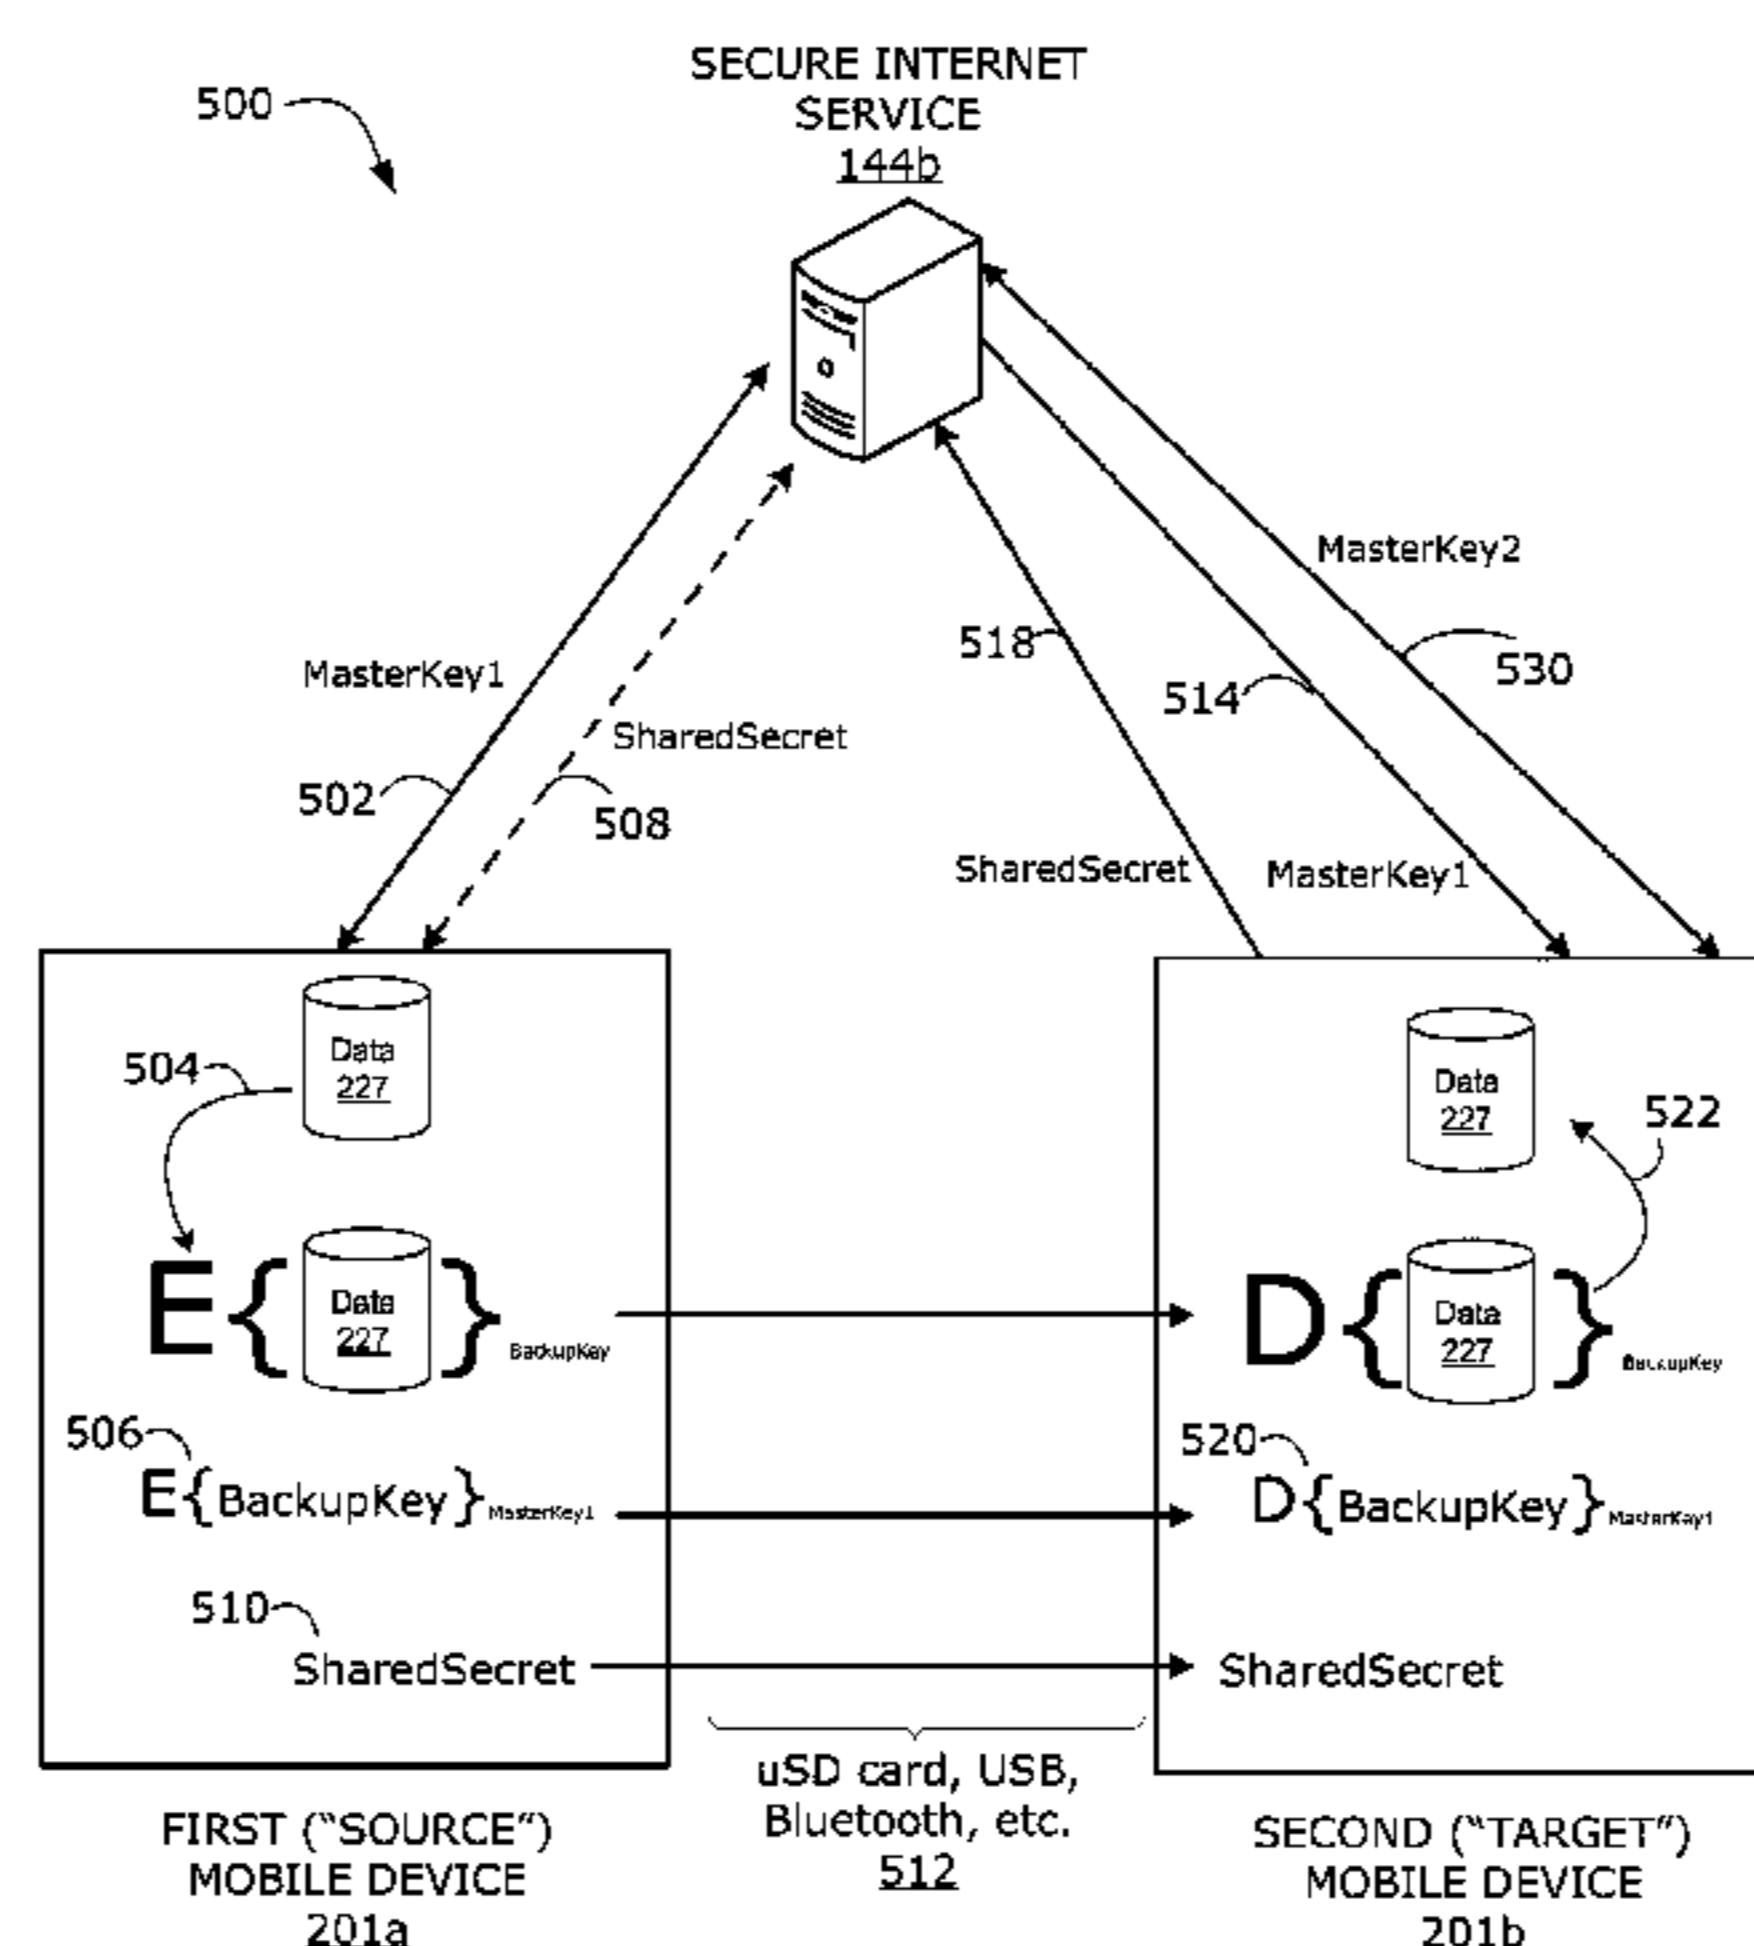 SECURE INTERNET
SERVICE
144b
500
MasterKey2
518
530
514
MasterKey1
SharedSecret
502
508
SharedSecret
MasterKey1
Data
227
504
Data
227
522
E{ Data 227 }BackupKey
D{ Data 227 }BackupKey
506
E{BackupKey}MasterKey1
520
D{BackupKey}MasterKey1
510
SharedSecret
SharedSecret
uSD card, USB,
Bluetooth, etc.
512
FIRST (“SOURCE”)
MOBILE DEVICE
201a
SECOND (“TARGET”)
MOBILE DEVICE
201b